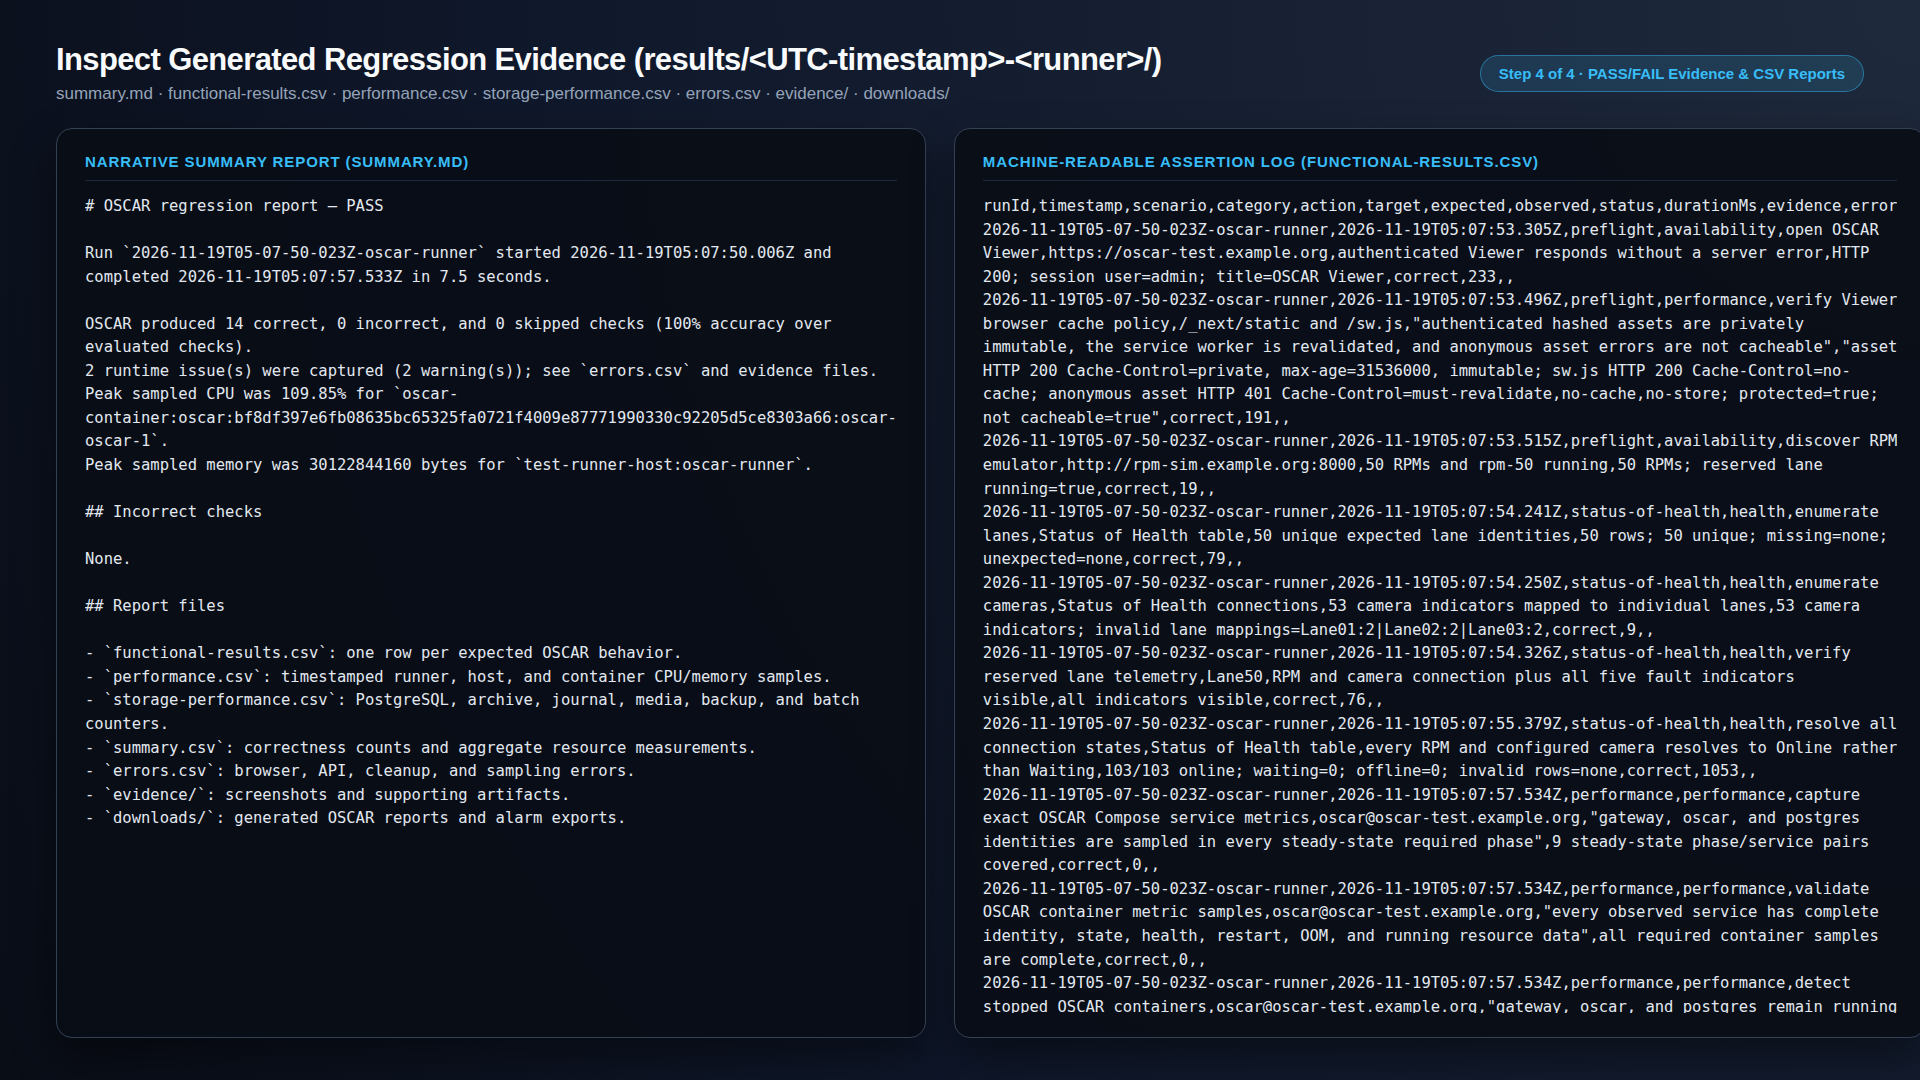 Inspect Generated Regression Evidence (results/<UTC-timestamp>-<runner>/)
summary.md · functional-results.csv · performance.csv · storage-performance.csv · errors.csv · evidence/ · downloads/
Step 4 of 4 · PASS/FAIL Evidence & CSV Reports
NARRATIVE SUMMARY REPORT (SUMMARY.MD)
# OSCAR regression report — PASS
Run `2026-11-19T05-07-50-023Z-oscar-runner` started 2026-11-19T05:07:50.006Z and
completed 2026-11-19T05:07:57.533Z in 7.5 seconds.
OSCAR produced 14 correct, 0 incorrect, and 0 skipped checks (100% accuracy over
evaluated checks).
2 runtime issue(s) were captured (2 warning(s)); see `errors.csv` and evidence files.
Peak sampled CPU was 109.85% for `oscar-
container:oscar:bf8df397e6fb08635bc65325fa0721f4009e87771990330c92205d5ce8303a66:oscar-
oscar-1`.
Peak sampled memory was 30122844160 bytes for `test-runner-host:oscar-runner`.
## Incorrect checks
None.
## Report files
- `functional-results.csv`: one row per expected OSCAR behavior.
- `performance.csv`: timestamped runner, host, and container CPU/memory samples.
- `storage-performance.csv`: PostgreSQL, archive, journal, media, backup, and batch
counters.
- `summary.csv`: correctness counts and aggregate resource measurements.
- `errors.csv`: browser, API, cleanup, and sampling errors.
- `evidence/`: screenshots and supporting artifacts.
- `downloads/`: generated OSCAR reports and alarm exports.
MACHINE-READABLE ASSERTION LOG (FUNCTIONAL-RESULTS.CSV)
runId,timestamp,scenario,category,action,target,expected,observed,status,durationMs,evidence,error
2026-11-19T05-07-50-023Z-oscar-runner,2026-11-19T05:07:53.305Z,preflight,availability,open OSCAR
Viewer,https://oscar-test.example.org,authenticated Viewer responds without a server error,HTTP
200; session user=admin; title=OSCAR Viewer,correct,233,,
2026-11-19T05-07-50-023Z-oscar-runner,2026-11-19T05:07:53.496Z,preflight,performance,verify Viewer
browser cache policy,/_next/static and /sw.js,"authenticated hashed assets are privately
immutable, the service worker is revalidated, and anonymous asset errors are not cacheable","asset
HTTP 200 Cache-Control=private, max-age=31536000, immutable; sw.js HTTP 200 Cache-Control=no-
cache; anonymous asset HTTP 401 Cache-Control=must-revalidate,no-cache,no-store; protected=true;
not cacheable=true",correct,191,,
2026-11-19T05-07-50-023Z-oscar-runner,2026-11-19T05:07:53.515Z,preflight,availability,discover RPM
emulator,http://rpm-sim.example.org:8000,50 RPMs and rpm-50 running,50 RPMs; reserved lane
running=true,correct,19,,
2026-11-19T05-07-50-023Z-oscar-runner,2026-11-19T05:07:54.241Z,status-of-health,health,enumerate
lanes,Status of Health table,50 unique expected lane identities,50 rows; 50 unique; missing=none;
unexpected=none,correct,79,,
2026-11-19T05-07-50-023Z-oscar-runner,2026-11-19T05:07:54.250Z,status-of-health,health,enumerate
cameras,Status of Health connections,53 camera indicators mapped to individual lanes,53 camera
indicators; invalid lane mappings=Lane01:2|Lane02:2|Lane03:2,correct,9,,
2026-11-19T05-07-50-023Z-oscar-runner,2026-11-19T05:07:54.326Z,status-of-health,health,verify
reserved lane telemetry,Lane50,RPM and camera connection plus all five fault indicators
visible,all indicators visible,correct,76,,
2026-11-19T05-07-50-023Z-oscar-runner,2026-11-19T05:07:55.379Z,status-of-health,health,resolve all
connection states,Status of Health table,every RPM and configured camera resolves to Online rather
than Waiting,103/103 online; waiting=0; offline=0; invalid rows=none,correct,1053,,
2026-11-19T05-07-50-023Z-oscar-runner,2026-11-19T05:07:57.534Z,performance,performance,capture
exact OSCAR Compose service metrics,oscar@oscar-test.example.org,"gateway, oscar, and postgres
identities are sampled in every steady-state required phase",9 steady-state phase/service pairs
covered,correct,0,,
2026-11-19T05-07-50-023Z-oscar-runner,2026-11-19T05:07:57.534Z,performance,performance,validate
OSCAR container metric samples,oscar@oscar-test.example.org,"every observed service has complete
identity, state, health, restart, OOM, and running resource data",all required container samples
are complete,correct,0,,
2026-11-19T05-07-50-023Z-oscar-runner,2026-11-19T05:07:57.534Z,performance,performance,detect
stopped OSCAR containers,oscar@oscar-test.example.org,"gateway, oscar, and postgres remain running